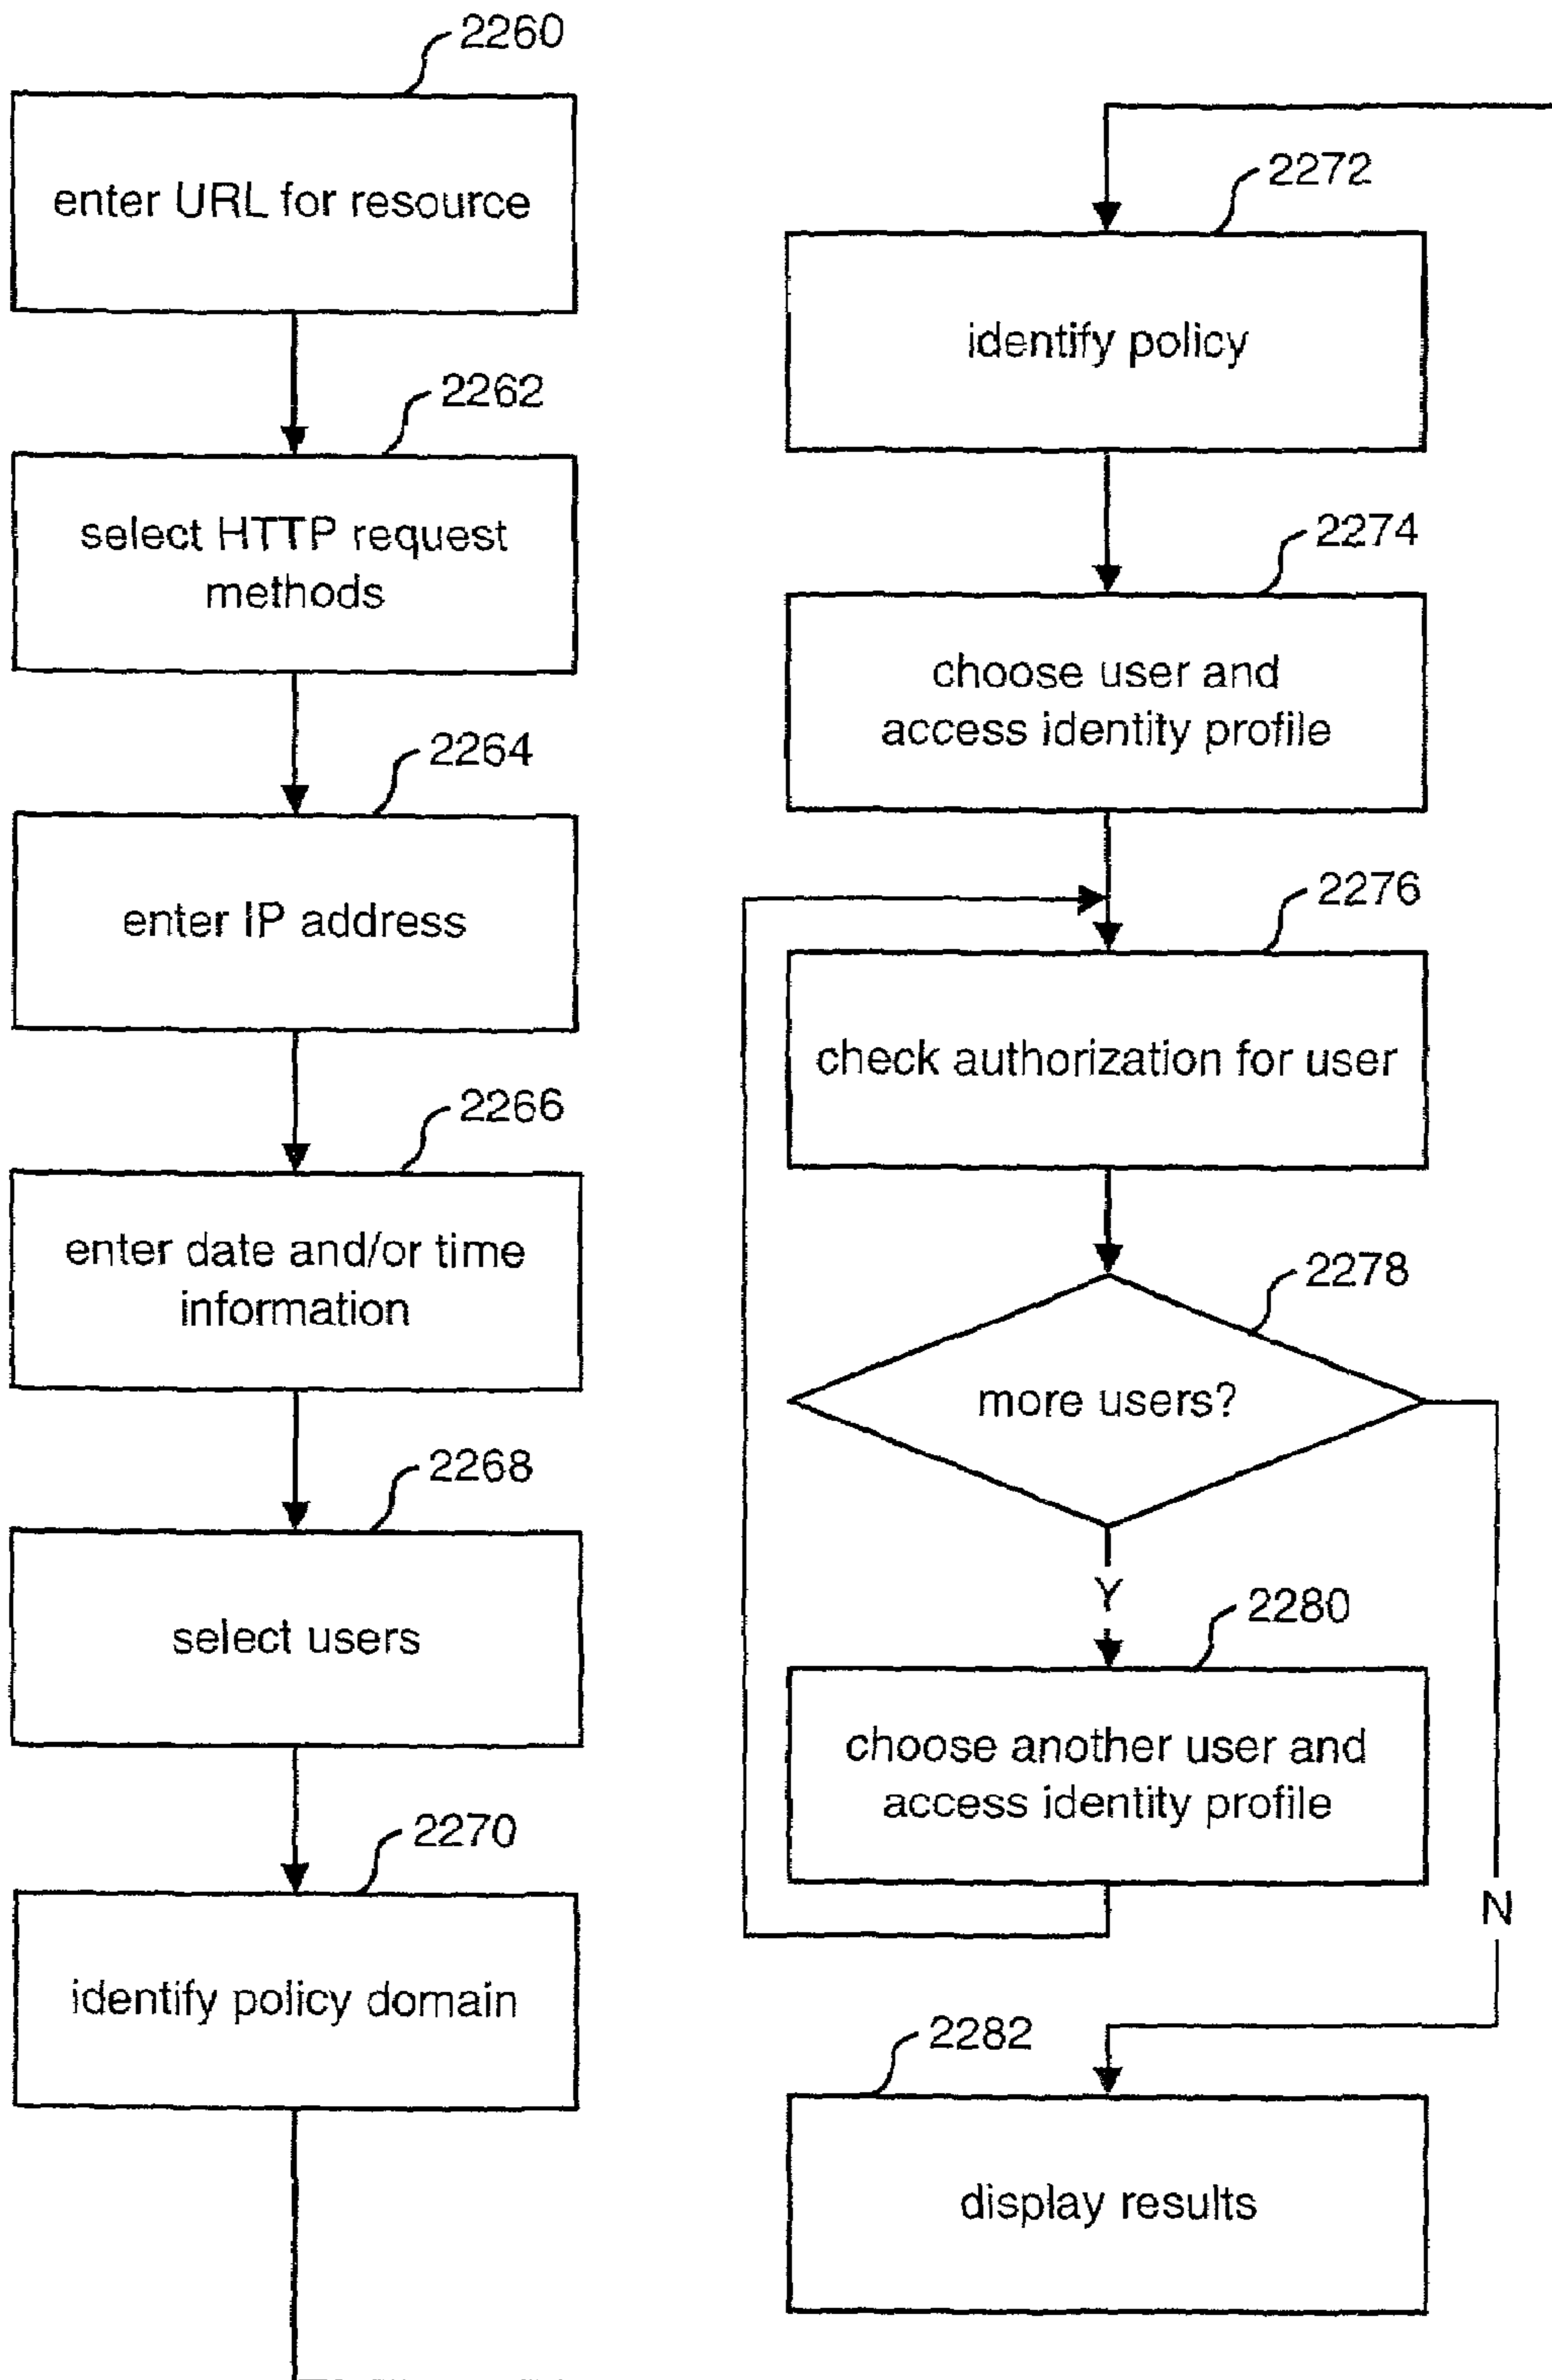 2260
enter URL for resource
2262
select HTTP request
methods
2264
enter IP address
2266
enter date and/or time
information
2268
select users
2270
identify policy domain
2272
identify policy
2274
choose user and
access identity profile
2276
check authorization for user
2278
more users?
Y
2280
choose another user and
access identity profile
N
2282
display results